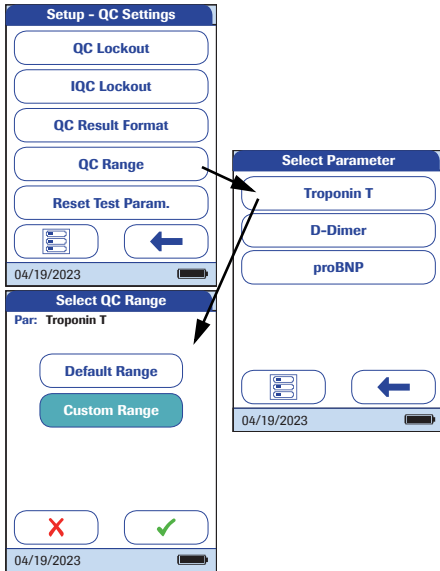 Setup - QC Settings
QC Lockout
IQC Lockout
QC Result Format
QC Range
Reset Test Param.
04/19/2023
Select Parameter
Troponin T
D-Dimer
proBNP
04/19/2023
Select QC Range
Par: Troponin T
Default Range
Custom Range
04/19/2023